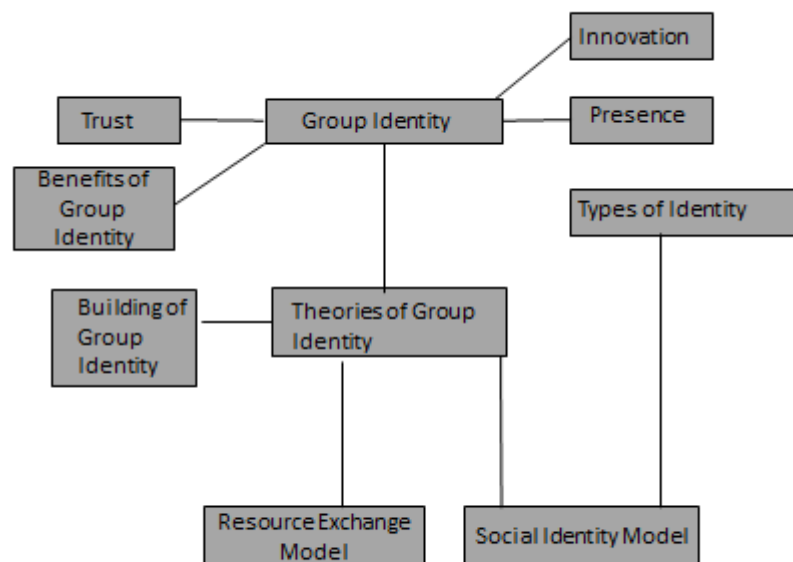 Innovation
Trust
Group Identity
Presence
Benefits of
Group
Identity
Types of Identity
Building of
Group
Identity
Theories of Group
Identity
Resource Exchange
Model
Social Identity Model